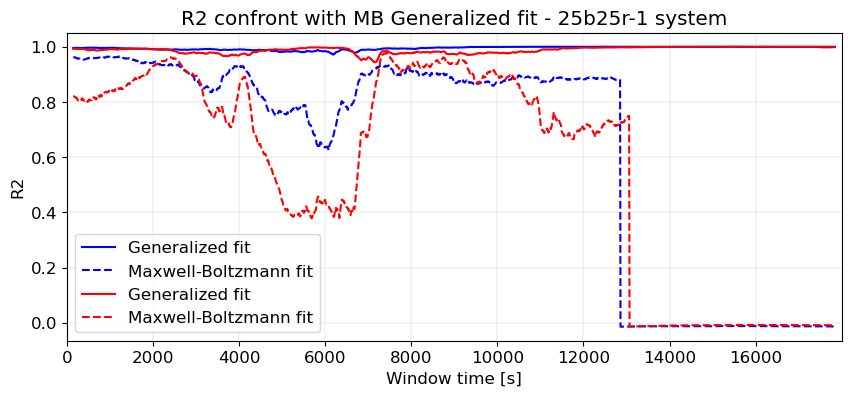 R2 confront with MB Generalized fit - 25b25r-1 system
1.0
0.8
0.6
0.4
0.2
0.0
R2
Generalized fit
Maxwell-Boltzmann fit
Generalized fit
Maxwell-Boltzmann fit
0 2000 4000 6000 8000 10000 12000 14000 16000
Window time [s]